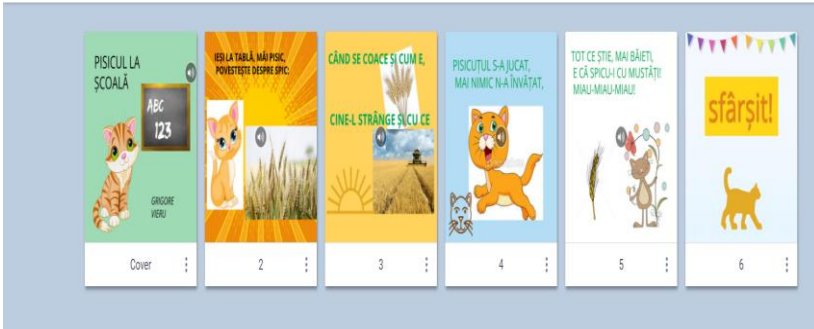 PISICUL LA
ȘCOALĂ
ABC
123
GRIGORE
VIERU
Cover
IEȘI LA TABLĂ, MĂI PISIC,
POVESTEȘTE DESPRE SPIC:
2
CÂND SE COACE ȘI CUM E,
CINE-L STRÂNGE ȘI CU CE
3
PISICUȚUL S-A JUCAT,
MAI NIMIC N-A ÎNVĂȚAT,
4
TOT CE ȘTIE, MAI BĂIEȚI,
E CĂ SPICU-I CU MUSTĂȚI!
MIAU-MIAU-MIAU!
5
sfârșit!
6